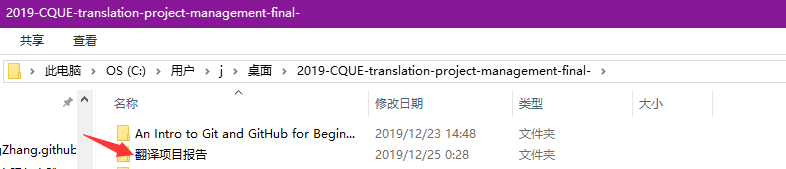 2019-CQUE-translation-project-management-final-
共享 查看
此电脑 OS (C:) 用户 j 桌面 2019-CQUE-translation-project-management-final-
名称 修改日期 类型 大小
An Intro to Git and GitHub for Begin... 2019/12/23 14:48 文件夹
gZhang.github 翻译项目报告 2019/12/25 0:28 文件夹